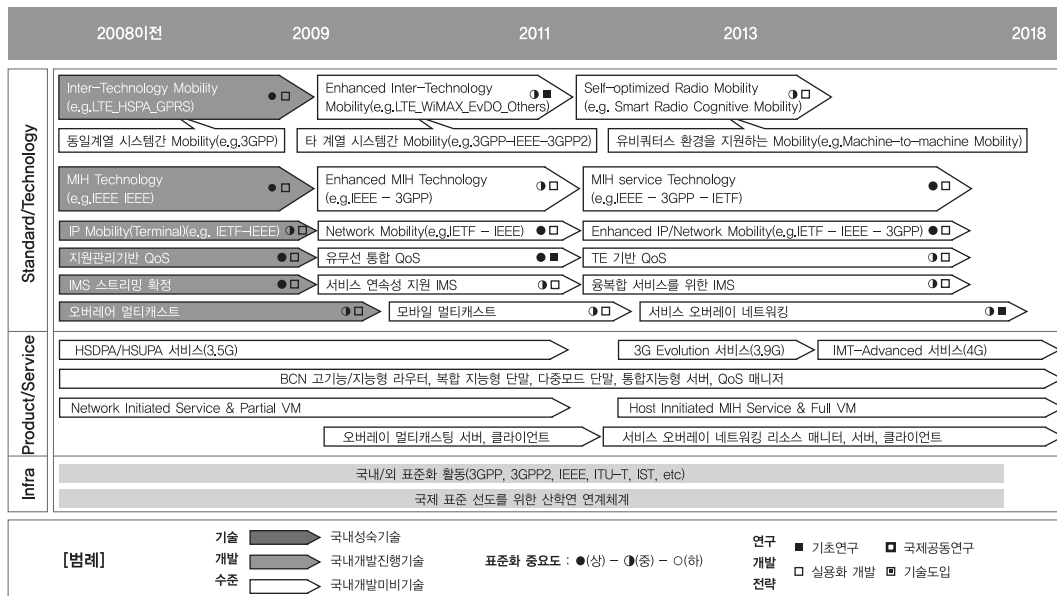 2008이전 2009 2011 2013 2018
Standard/Technology
Inter-Technology Mobility
(e.g.LTE_HSPA_GPRS)
Enhanced Inter-Technology
Mobility(e.g.LTE_WiMAX_EvDO_Others)
Self-optimized Radio Mobility
(e.g. Smart Radio Cognitive Mobility)
동일계열 시스템간 Mobility(e.g.3GPP)
타 계열 시스템간 Mobility(e.g.3GPP-IEEE-3GPP2)
유비쿼터스 환경을 지원하는 Mobility(e.g.Machine-to-machine Mobility)
MIH Technology
(e.g.IEEE IEEE)
Enhanced MIH Technology
(e.g.IEEE - 3GPP)
MIH service Technology
(e.g.IEEE - 3GPP - IETF)
IP Mobility(Terminal)(e.g. IETF-IEEE)
Network Mobility(e.g.IETF - IEEE)
Enhanced IP/Network Mobility(e.g.IETF - IEEE - 3GPP)
지원관리기반 QoS
유무선 통합 QoS
TE 기반 QoS
IMS 스트리밍 확정
서비스 연속성 지원 IMS
융복합 서비스를 위한 IMS
오버레어 멀티캐스트
모바일 멀티캐스트
서비스 오버레이 네트워킹
Product/Service
HSDPA/HSUPA 서비스(3.5G)
3G Evolution 서비스(3.9G)
IMT-Advanced 서비스(4G)
BCN 고기능/지능형 라우터, 복합 지능형 단말, 다중모드 단말, 통합지능형 서버, QoS 매니저
Network Initiated Service & Partial VM
Host Innitiated MIH Service & Full VM
오버레이 멀티캐스팅 서버, 클라이언트
서비스 오버레이 네트워킹 리소스 매니터, 서버, 클라이언트
Infra
국내/외 표준화 활동(3GPP, 3GPP2, IEEE, ITU-T, IST, etc)
국제 표준 선도를 위한 산학연 연계체계
[범례]
기술
개발
수준
국내성숙기술
국내개발진행기술
국내개발미비기술
표준화 중요도 : ●(상) - ◑(중) - ○(하)
연구
개발
전략
■ 기초연구
국제공동연구
□ 실용화 개발
▣ 기술도입